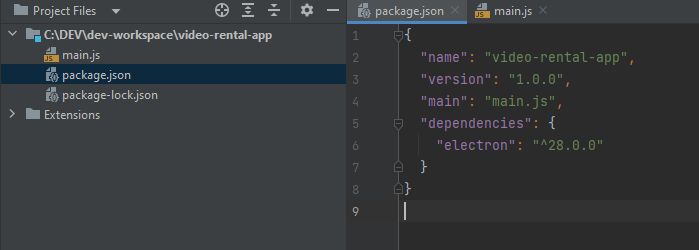 Project Files
C:\DEV\dev-workspace\video-rental-app
main.js
package.json
package-lock.json
Extensions
package.json
main.js
1 {
2 "name": "video-rental-app",
3 "version": "1.0.0",
4 "main": "main.js",
5 "dependencies": {
6 "electron": "^28.0.0"
7 }
8 }
9